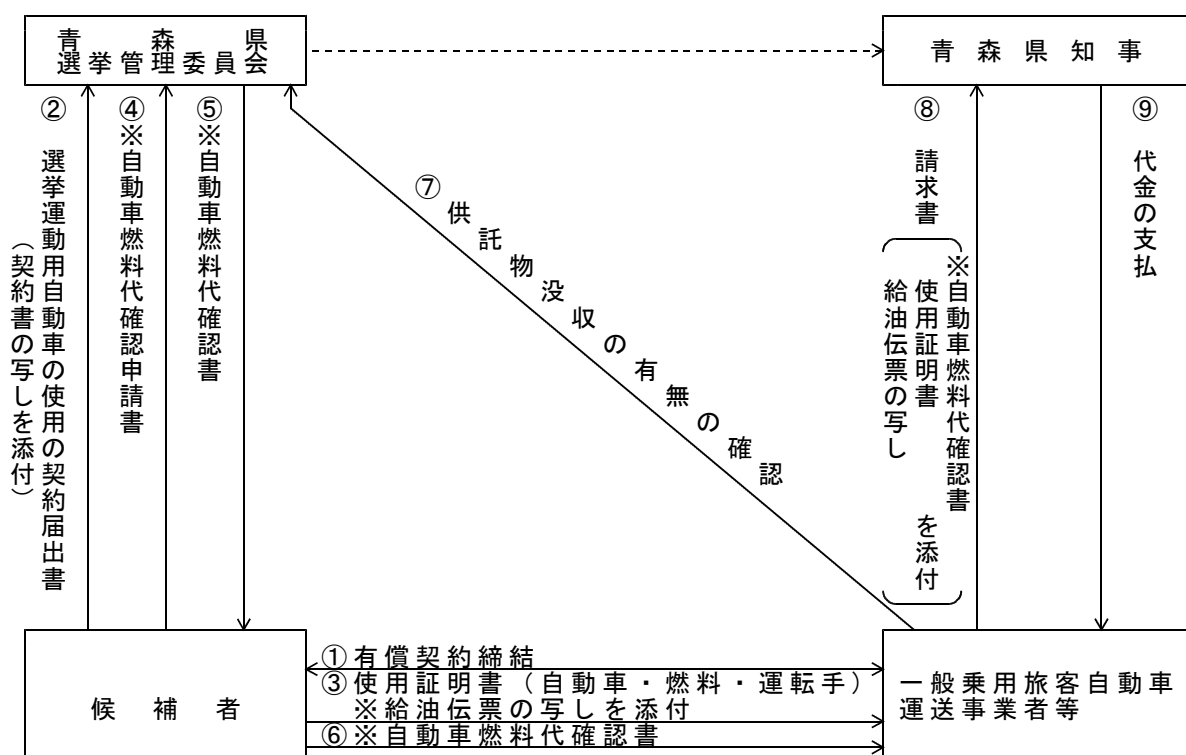 青森県
選挙管理委員会
青森県知事
② 選挙運動用自動車の使用の契約届出書
（契約書の写しを添付）
④※自動車燃料代確認申請書
⑤※自動車燃料代確認書
⑦供託物没収の有無の確認
⑧ 請求書
※自動車燃料代確認書
使用証明書
給油伝票の写し
を添付
⑨ 代金の支払
①有償契約締結
③使用証明書（自動車・燃料・運転手）
※給油伝票の写しを添付
⑥※自動車燃料代確認書
候補者
一般乗用旅客自動車
運送事業者等